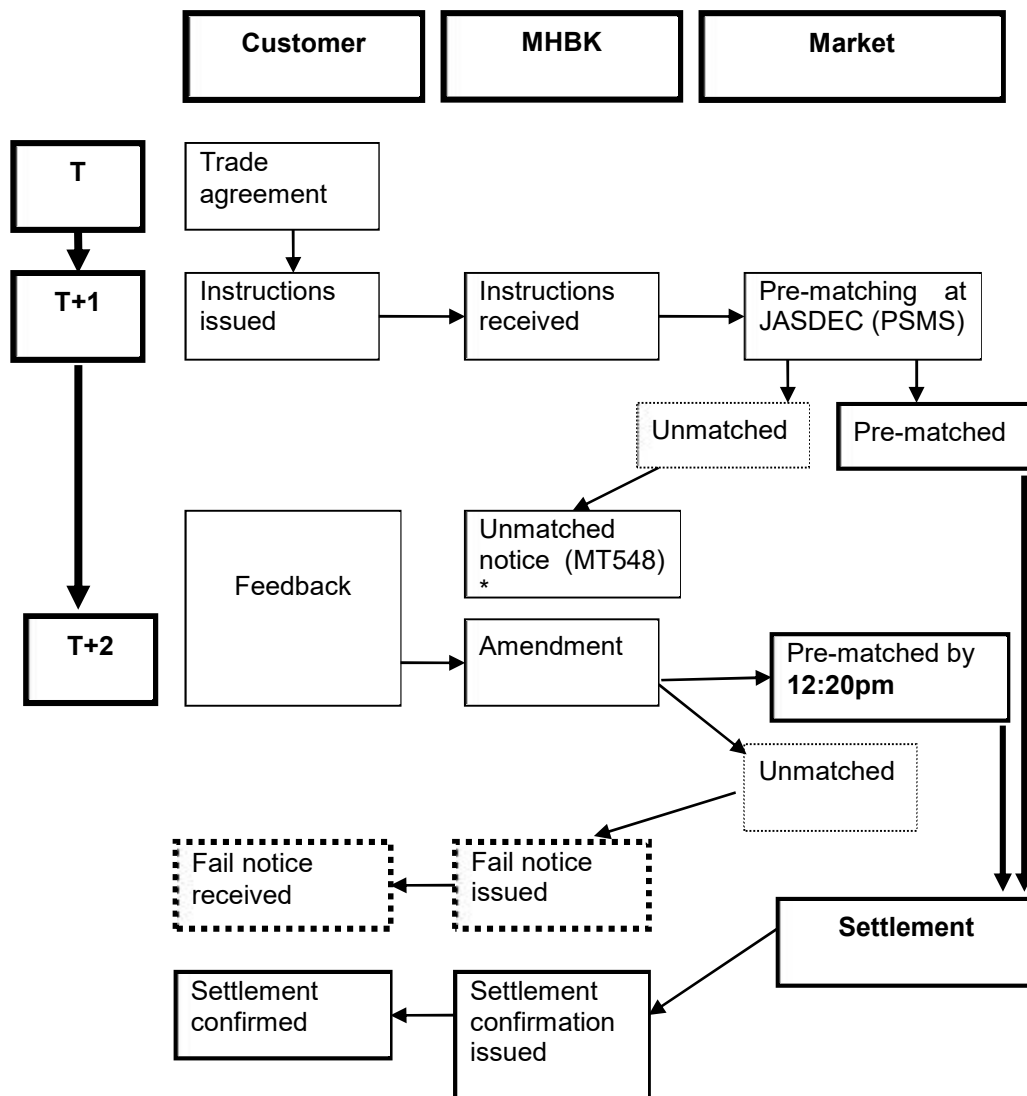 Customer
MHBK
Market
T
Trade
agreement
T+1
Instructions
issued
Instructions
received
Pre-matching at
JASDEC (PSMS)
Unmatched
Pre-matched
Feedback
Unmatched
notice (MT548)
*
T+2
Amendment
Pre-matched by
12:20pm
Unmatched
Fail notice
received
Fail notice
issued
Settlement
Settlement
confirmed
Settlement
confirmation
issued